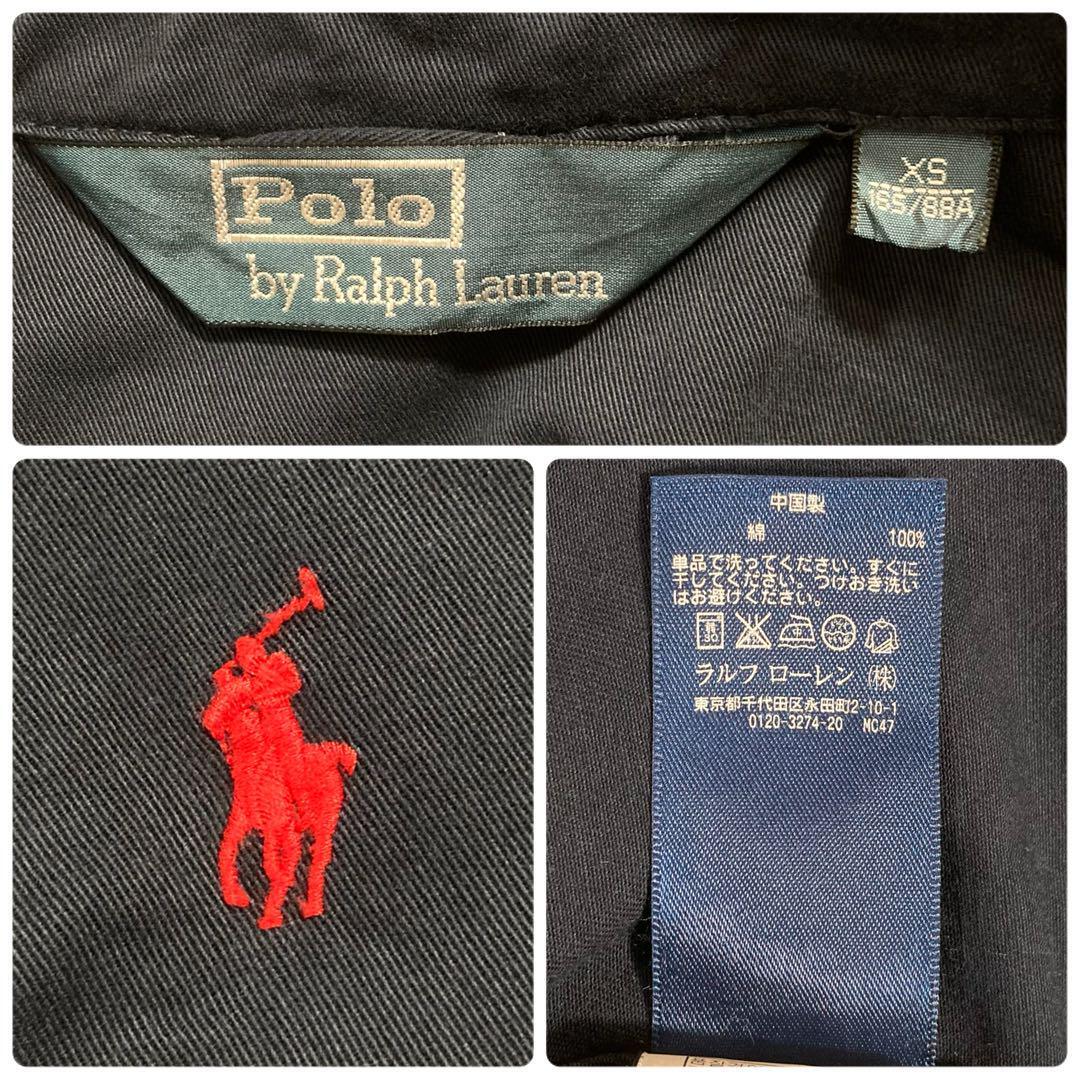 Polo
by Ralph Lauren
XS
165/88A
中国製
綿 100%
単品で洗ってください。すぐに
干してください、つけおき洗い
はお避けください。
中
ラルフ ローレン (株)
東京都千代田区永田町2-10-1
0120-3274-20 MC47